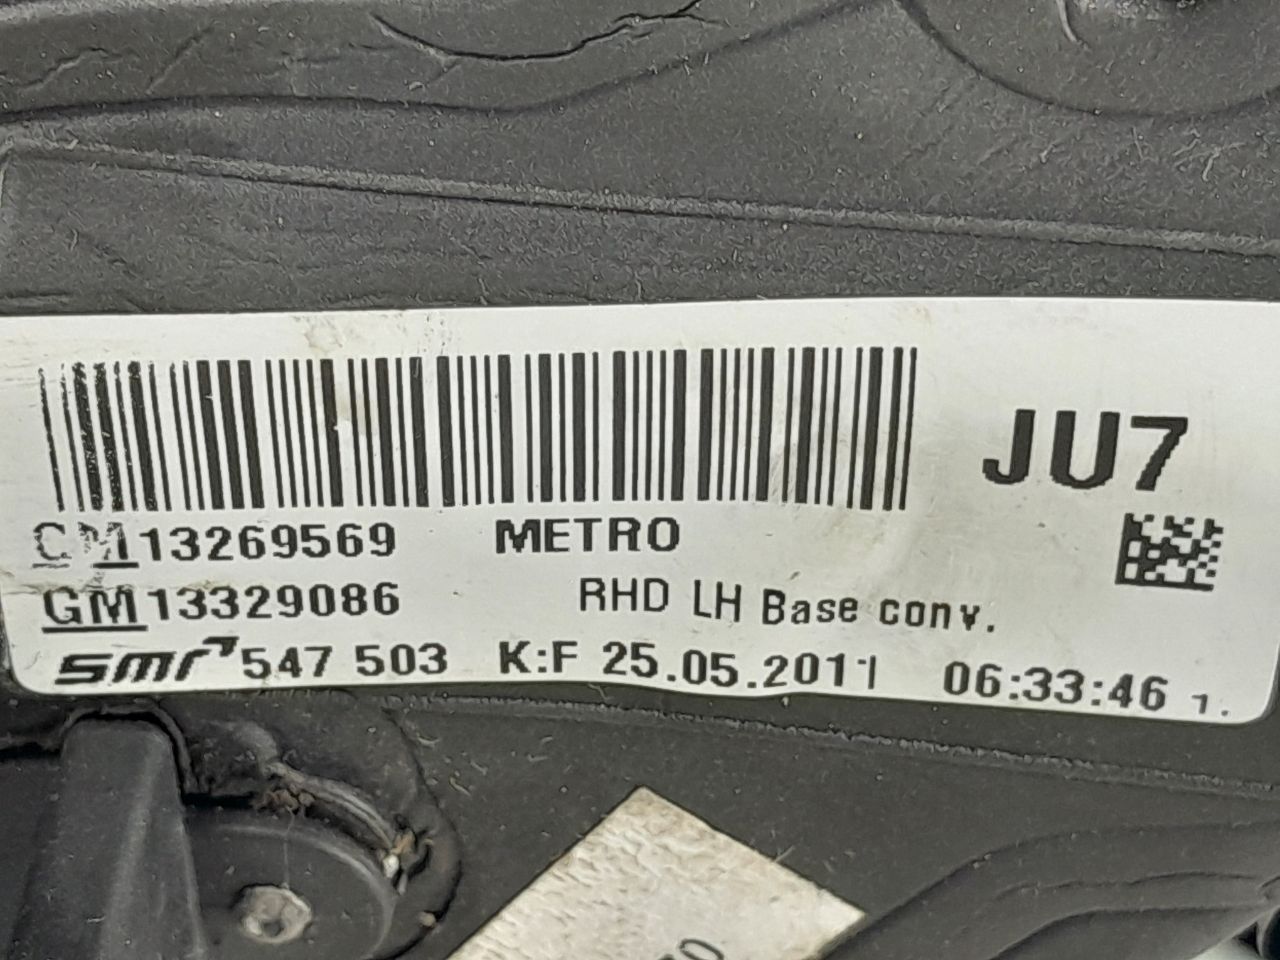 JU7
GM13269569 METRO
GM13329086 RHD LH Base conv.
smr 547 503 K:F 25.05.2011 06:33:46 1.